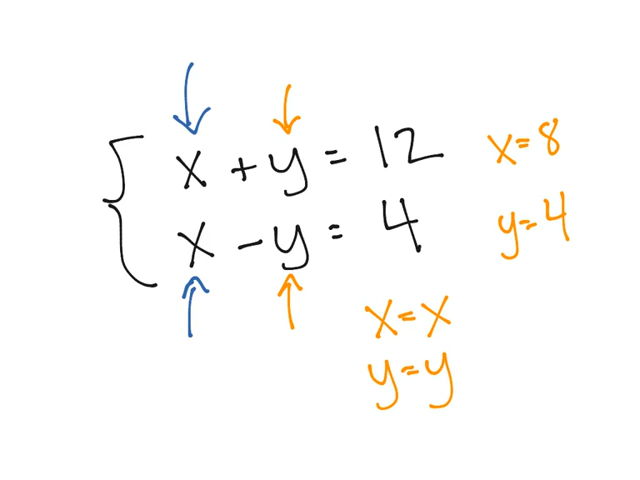 x + y = 12
x = 8
x - y = 4
y = 4
x = x
y = y